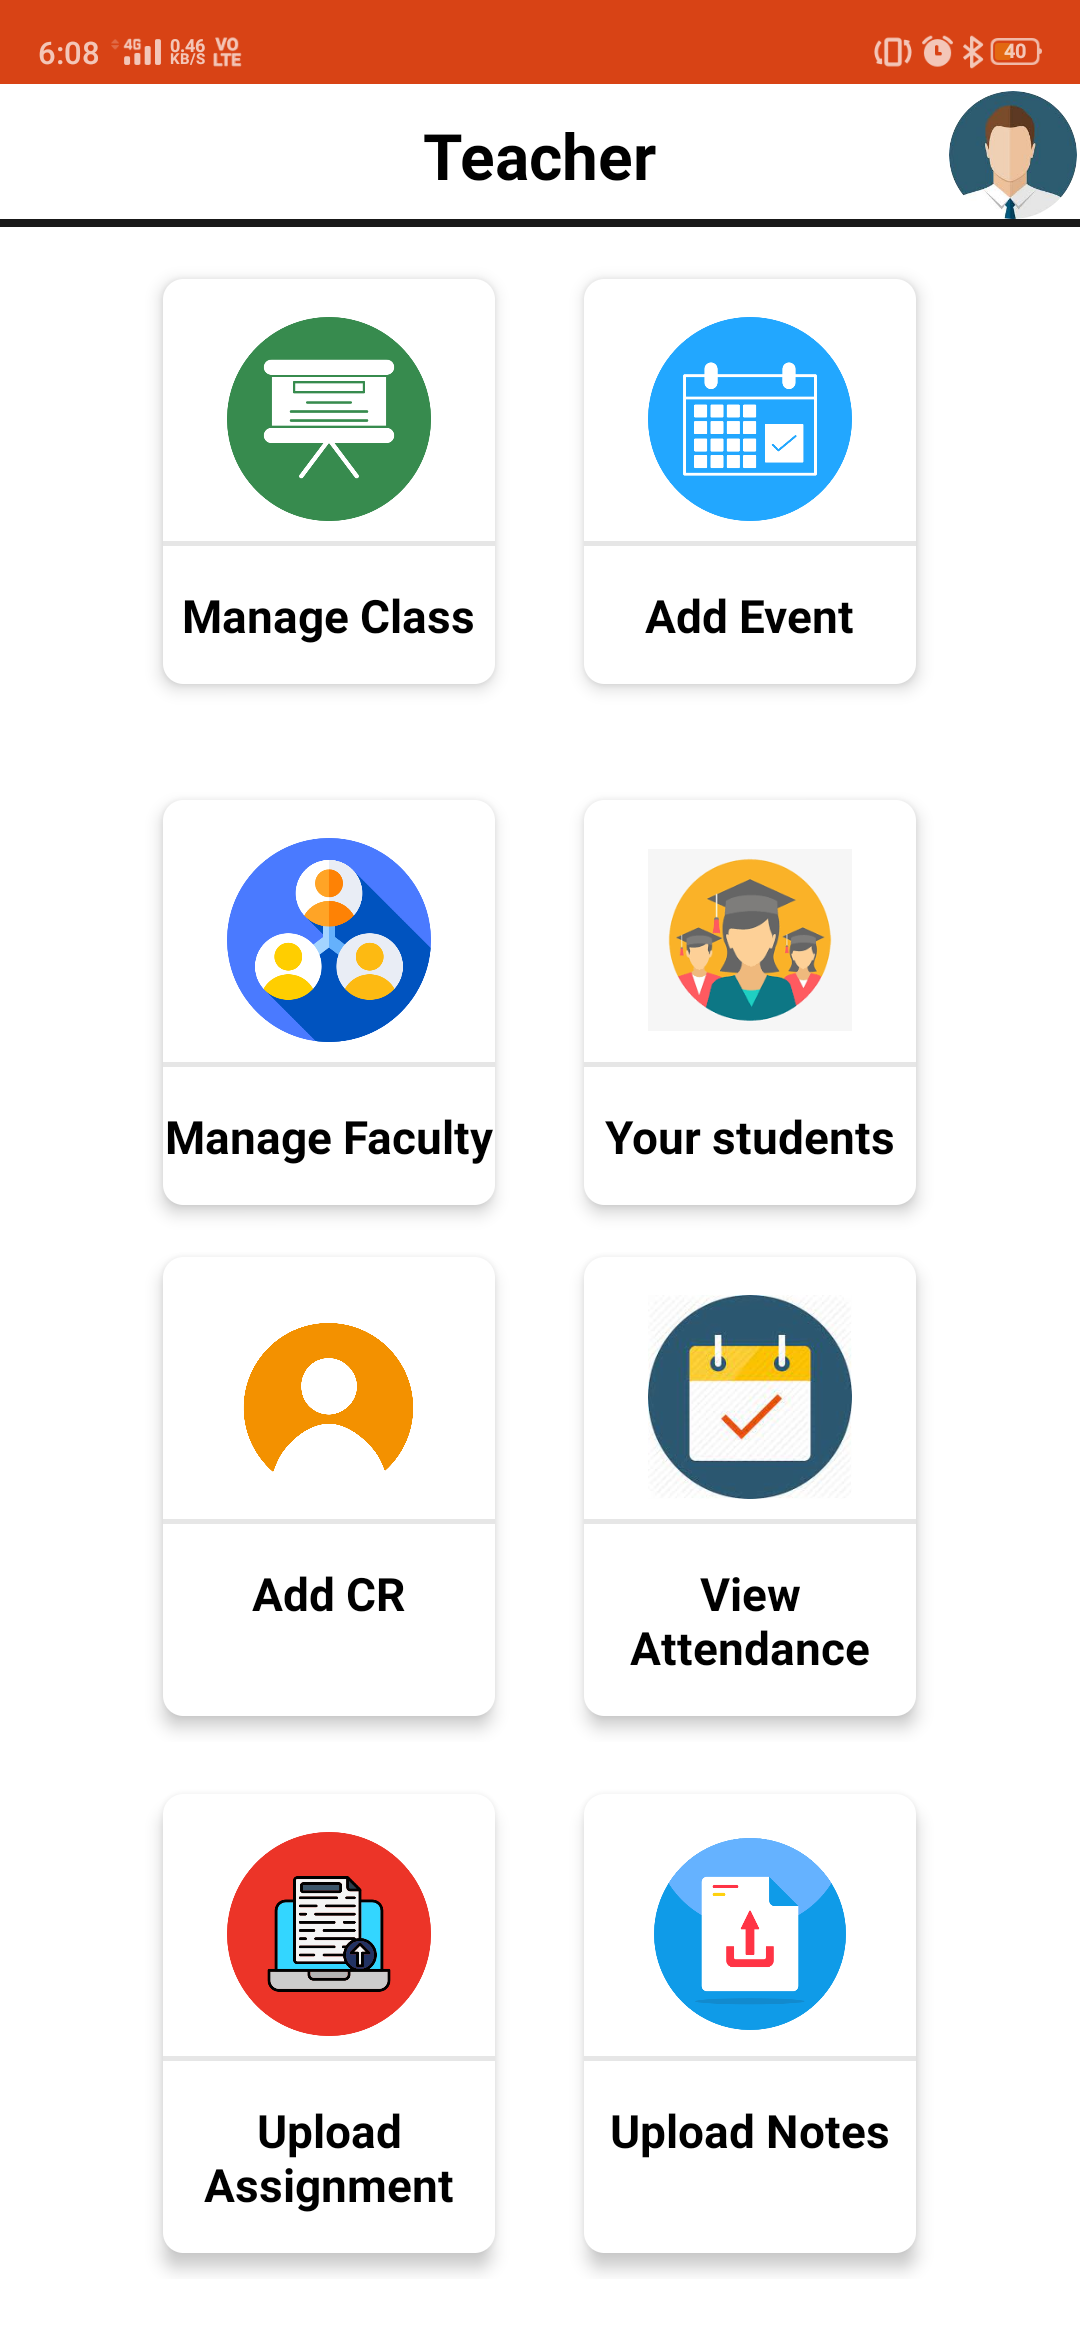 6:08 4G 0.46 KB/S VO LTE 40
Teacher
Manage Class
Add Event
Manage Faculty
Your students
Add CR
View
Attendance
Upload
Assignment
Upload Notes